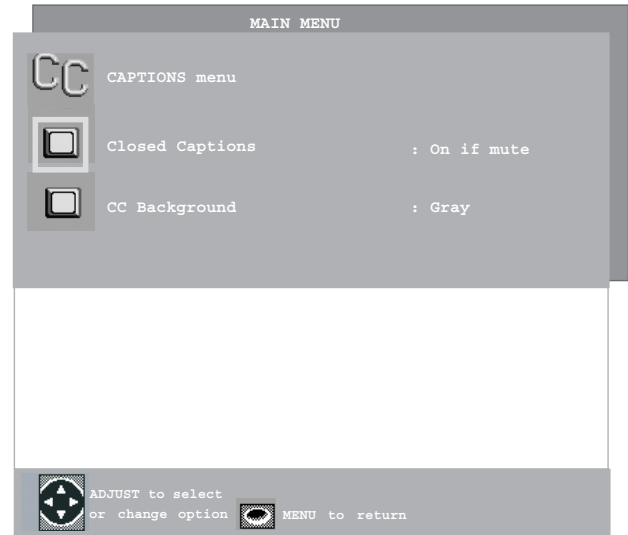 MAIN MENU
CC
CAPTIONS menu
Closed Captions : On if mute
CC Background : Gray
ADJUST to select
or change option MENU to return